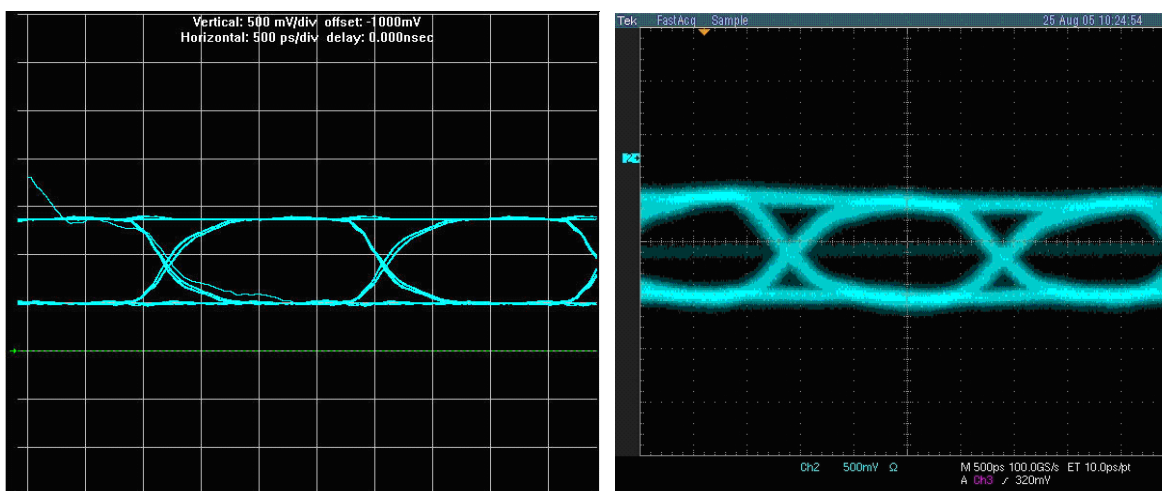 Vertical: 500 mV/div offset: -1000mV
Horizontal: 500 ps/div delay: 0.000nsec
Tek FastAcq Sample 25 Aug 05 10:24:54
Ch2 500mV Ω M 500ps 100.0GS/s ET 10.0ps/pt
A Ch3 ƒ 320mV